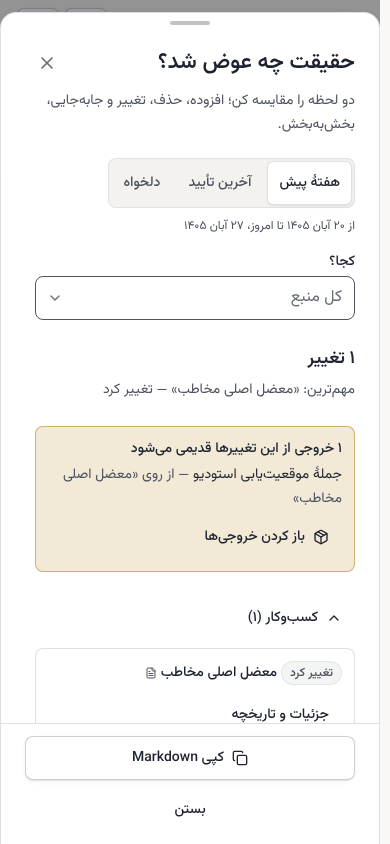 حقیقت چه عوض شد؟
دو لحظه را مقایسه کن؛ افزوده، حذف، تغییر و جابه‌جایی،
بخش‌به‌بخش.
هفتهٔ پیش
آخرین تأیید
دلخواه
از ۲۰ آبان ۱۴۰۵ تا امروز، ۲۷ آبان ۱۴۰۵
کجا؟
کل منبع
۱ تغییر
مهم‌ترین: «معضل اصلی مخاطب» — تغییر کرد
۱ خروجی از این تغییرها قدیمی می‌شود
جملهٔ موقعیت‌یابی استودیو — از روی «معضل اصلی
مخاطب»
باز کردن خروجی‌ها
کسب‌وکار (۱)
تغییر کرد معضل اصلی مخاطب
جزئیات و تاریخچه
کپی Markdown
بستن